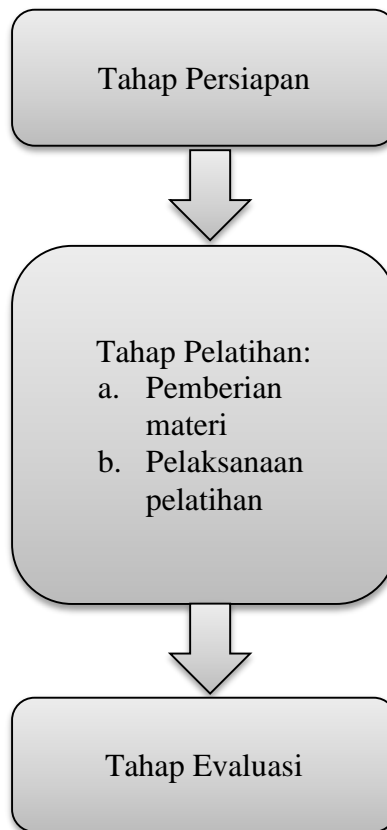 Tahap Persiapan
Tahap Pelatihan:
a. Pemberian
materi
b. Pelaksanaan
pelatihan
Tahap Evaluasi